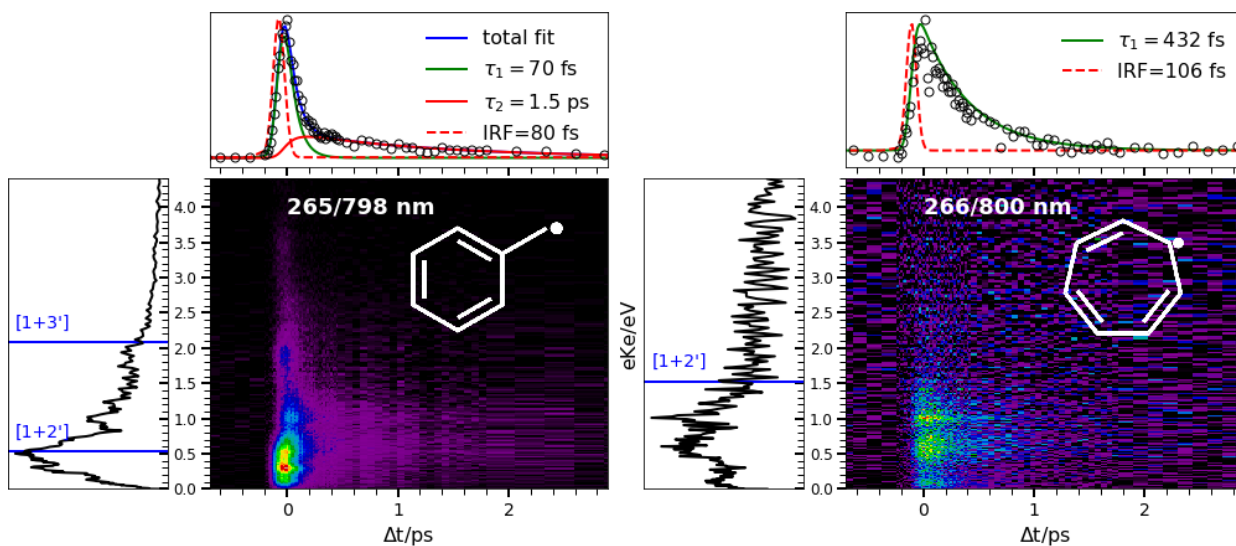 total fit
τ₁ = 70 fs
τ₂ = 1.5 ps
IRF=80 fs
τ₁ = 432 fs
IRF=106 fs
265/798 nm
[1+3']
[1+2']
4.0
3.5
3.0
2.5
2.0
1.5
1.0
0.5
0.0
0
1
2
Δt/ps
266/800 nm
eKe/eV
[1+2']
4.0
3.5
3.0
2.5
2.0
1.5
1.0
0.5
0.0
0
1
2
Δt/ps